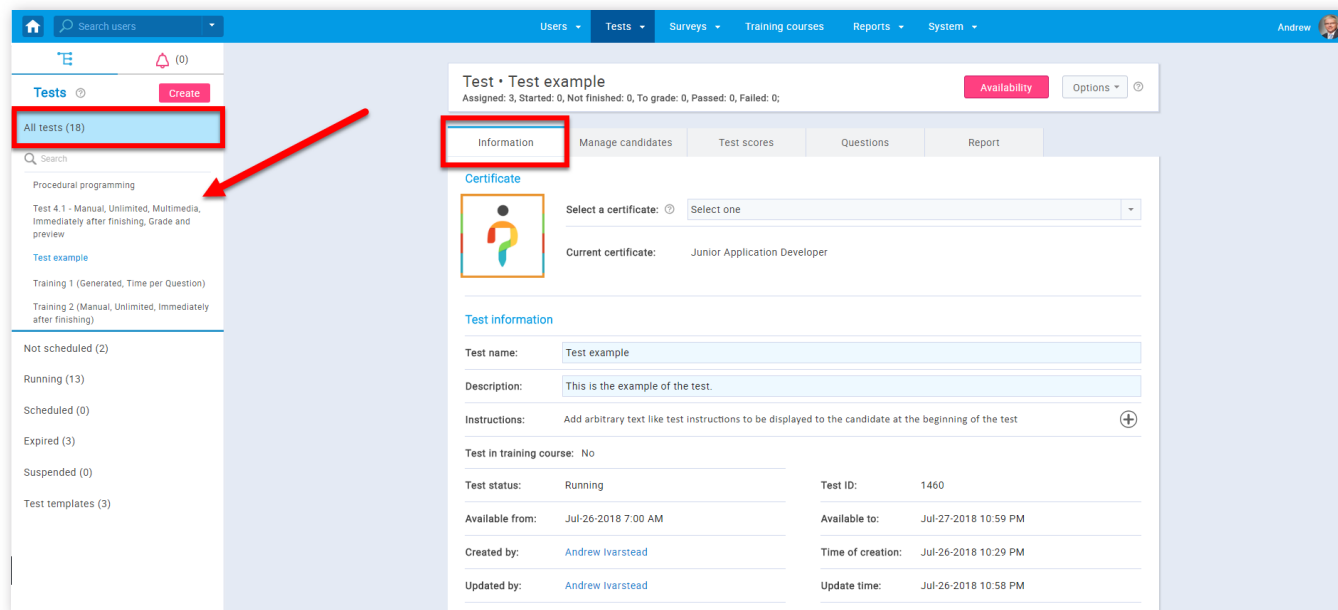 Search users
Users
Tests
Surveys
Training courses
Reports
System
Andrew
(0)
Tests
Create
All tests (18)
Search
Procedural programming
Test 4.1 - Manual, Unlimited, Multimedia,
Immediately after finishing, Grade and
preview
Test example
Training 1 (Generated, Time per Question)
Training 2 (Manual, Unlimited, Immediately
after finishing)
Not scheduled (2)
Running (13)
Scheduled (0)
Expired (3)
Suspended (0)
Test templates (3)
Test • Test example
Assigned: 3, Started: 0, Not finished: 0, To grade: 0, Passed: 0, Failed: 0;
Availability
Options
Information
Manage candidates
Test scores
Questions
Report
Certificate
Select a certificate: Select one
Current certificate: Junior Application Developer
Test information
Test name: Test example
Description: This is the example of the test.
Instructions: Add arbitrary text like test instructions to be displayed to the candidate at the beginning of the test
Test in training course: No
Test status: Running Test ID: 1460
Available from: Jul-26-2018 7:00 AM Available to: Jul-27-2018 10:59 PM
Created by: Andrew Ivarstead Time of creation: Jul-26-2018 10:29 PM
Updated by: Andrew Ivarstead Update time: Jul-26-2018 10:58 PM